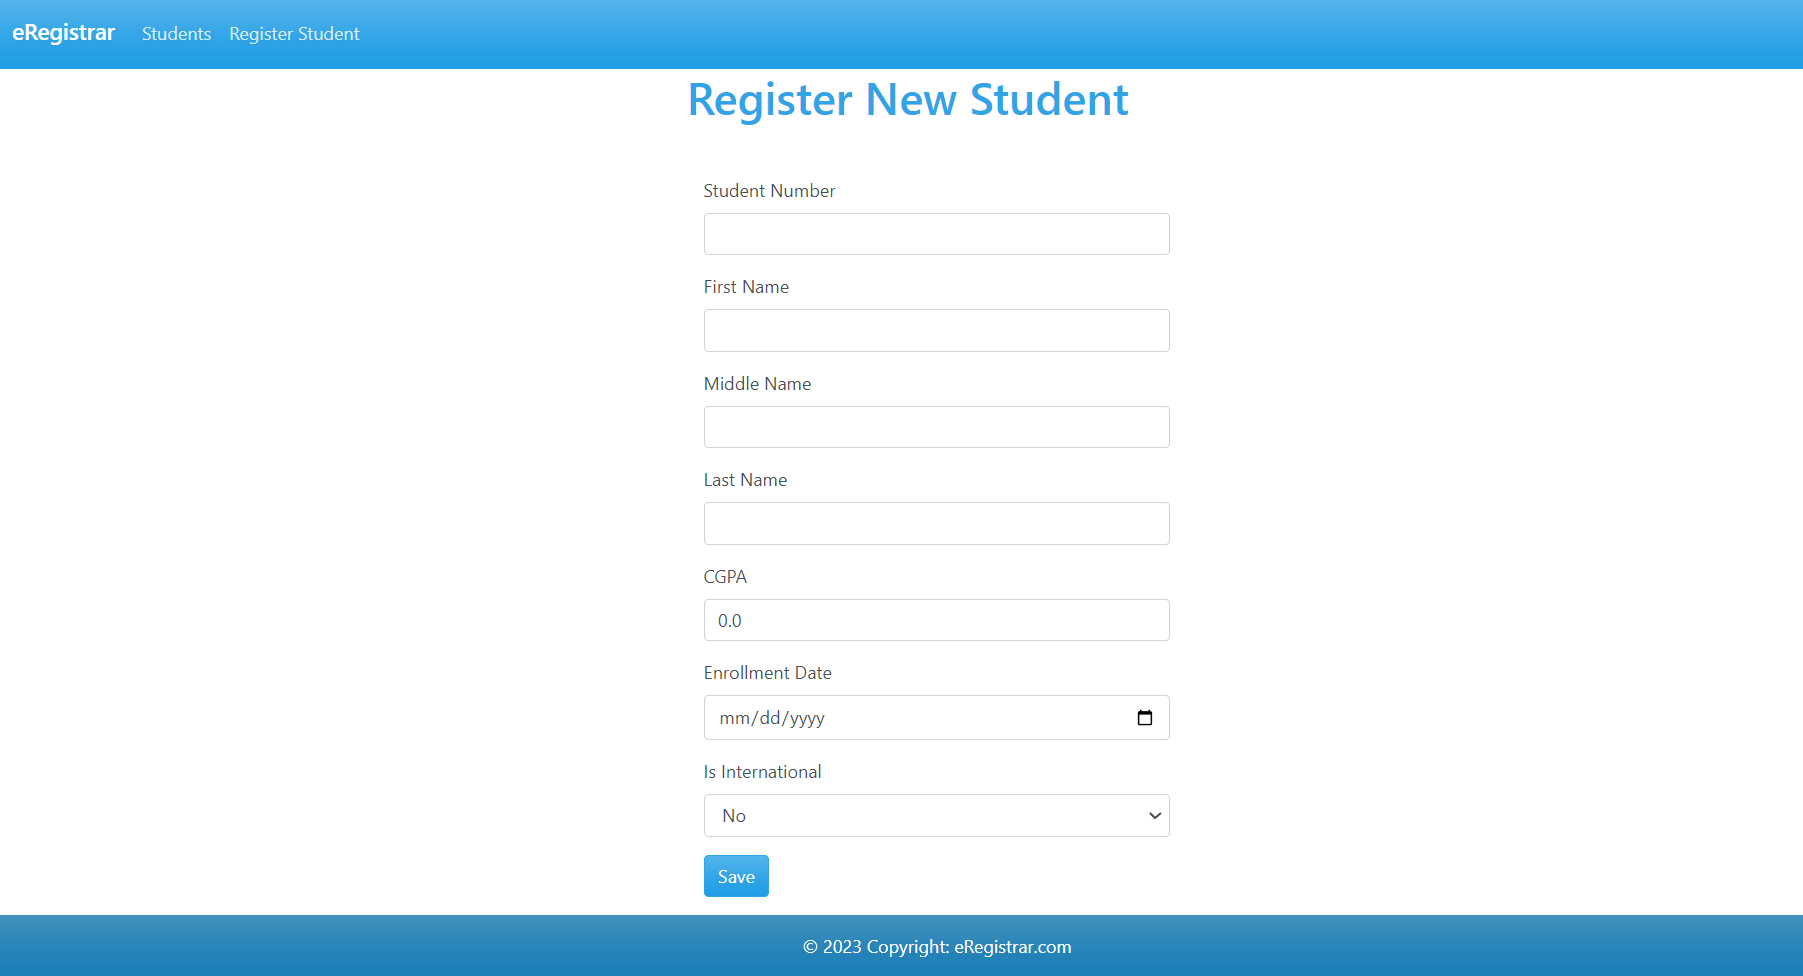 eRegistrar Students Register Student
Register New Student
Student Number
First Name
Middle Name
Last Name
CGPA
0.0
Enrollment Date
mm/dd/yyyy
Is International
No
Save
© 2023 Copyright: eRegistrar.com